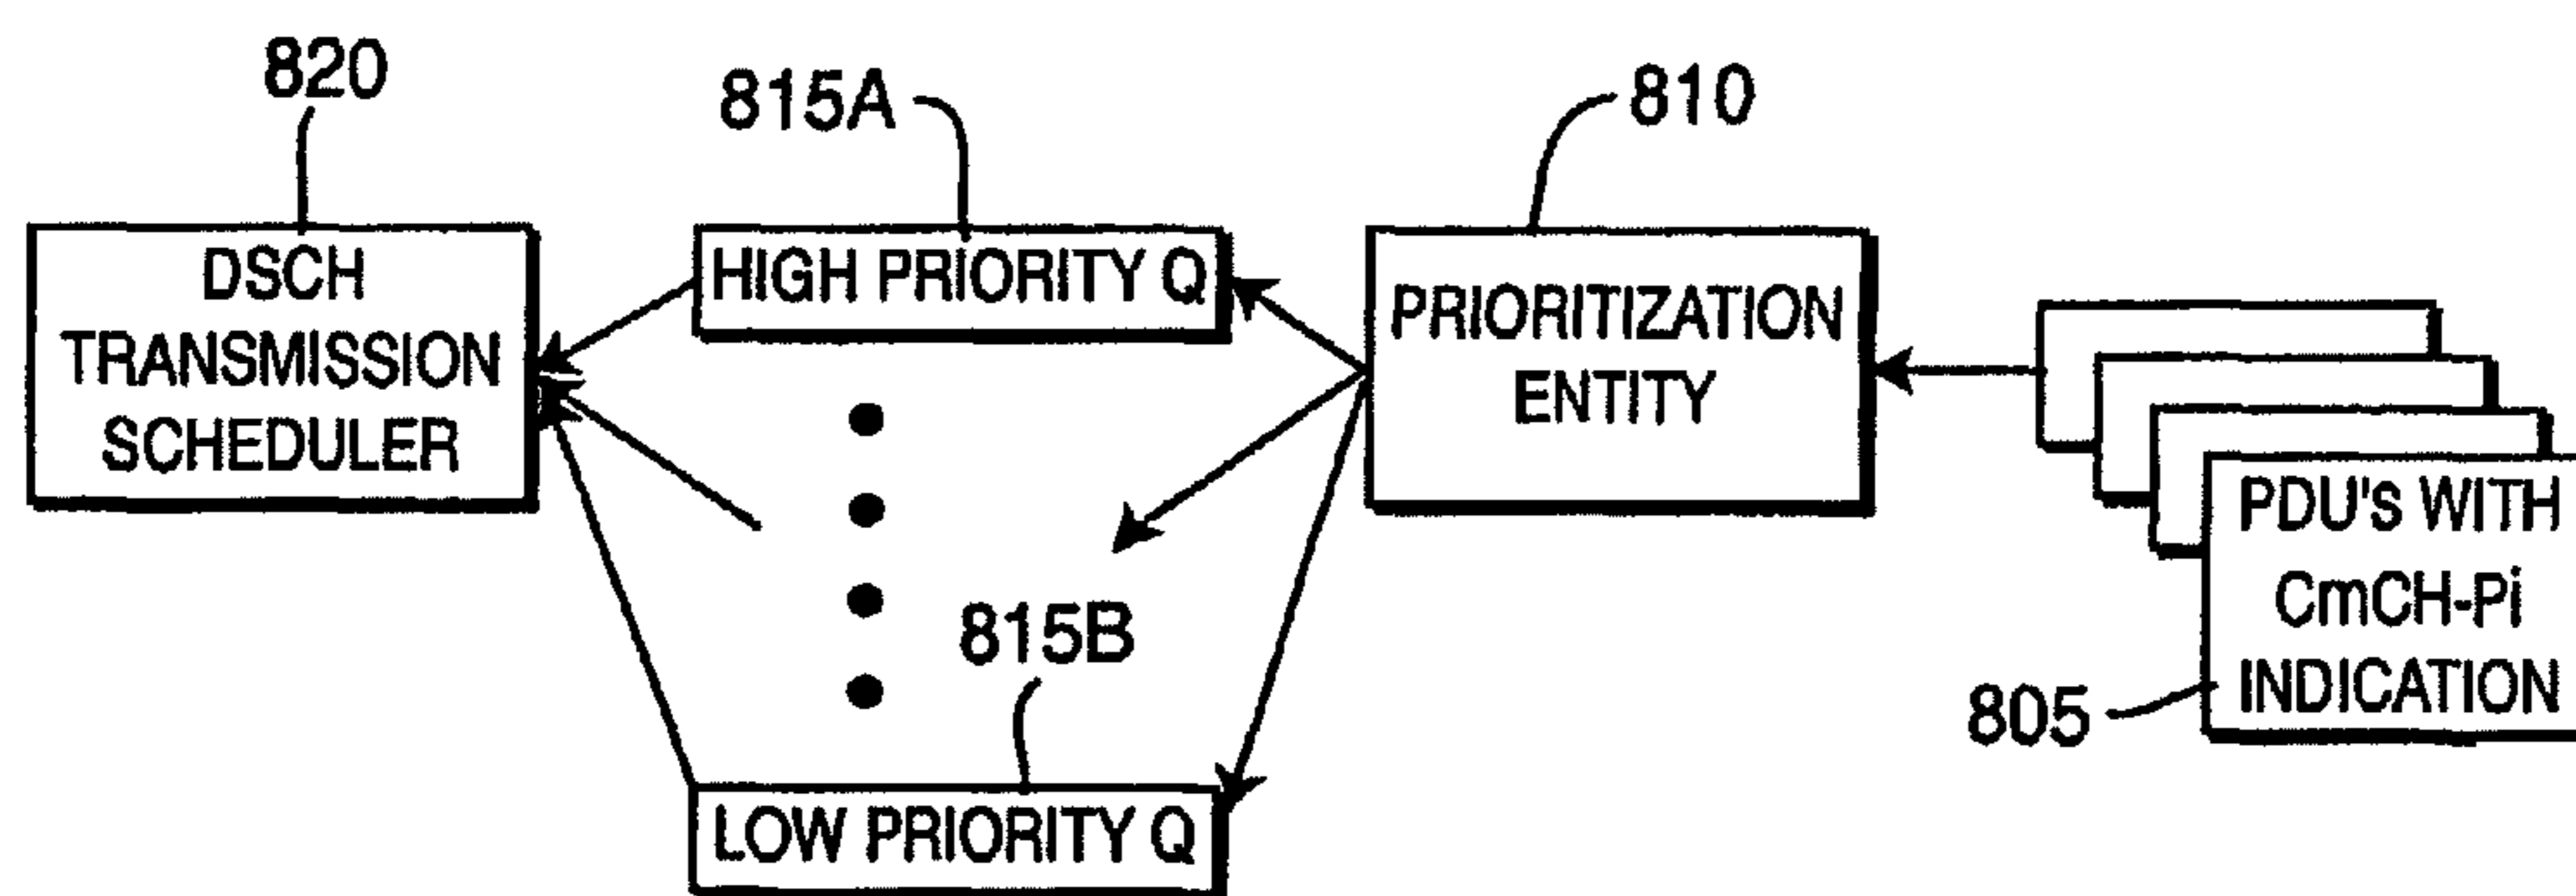 820
815A
810
DSCH
TRANSMISSION
SCHEDULER
HIGH PRIORITY Q
PRIORITIZATION
ENTITY
PDU'S WITH
CmCH-Pi
INDICATION
805
815B
LOW PRIORITY Q